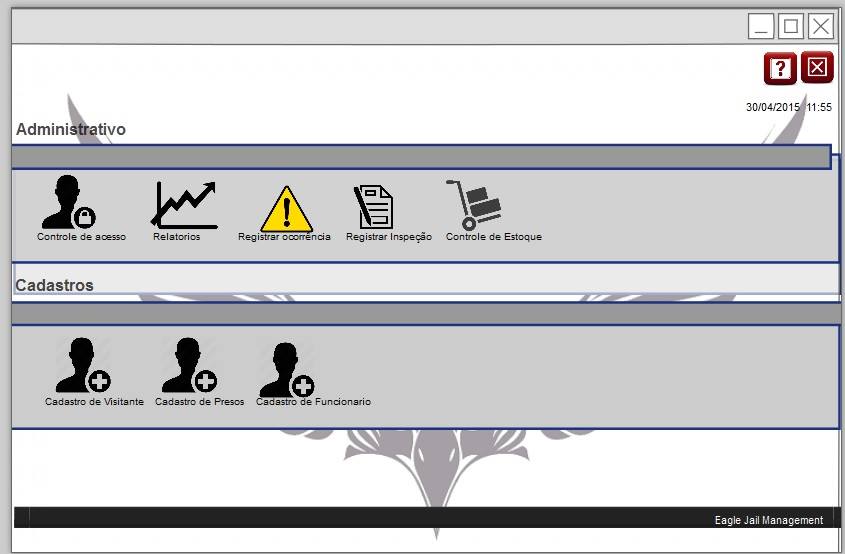 30/04/2015 11:55
Administrativo
Controle de acesso
Relatorios
Registrar ocorrência
Registrar Inspeção
Controle de Estoque
Cadastros
Cadastro de Visitante
Cadastro de Presos
Cadastro de Funcionario
Eagle Jail Management